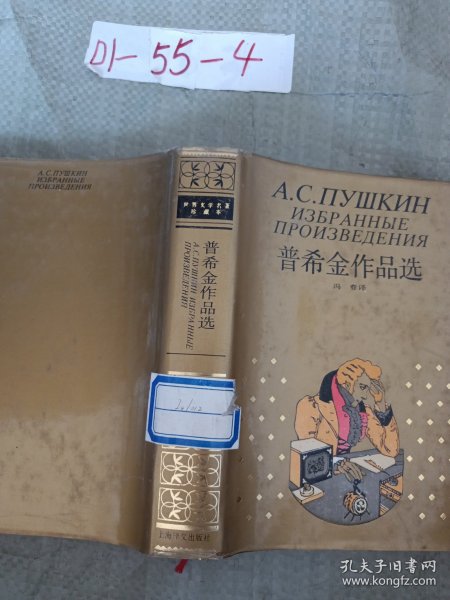 01-55-4
А.С.ПУШКИН
ИЗБРАННЫЕ
ПРОИЗВЕДЕНИЯ
世界文学名著
珍藏本
普希金作品选
А.С.ПУШКИН ИЗБРАННЫЕ
ПРОИЗВЕДЕНИЯ
上海译文出版社
А.С.ПУШКИН
ИЗБРАННЫЕ
ПРОИЗВЕДЕНИЯ
普希金作品选
冯春译
孔夫子旧书网
www.kongfz.com